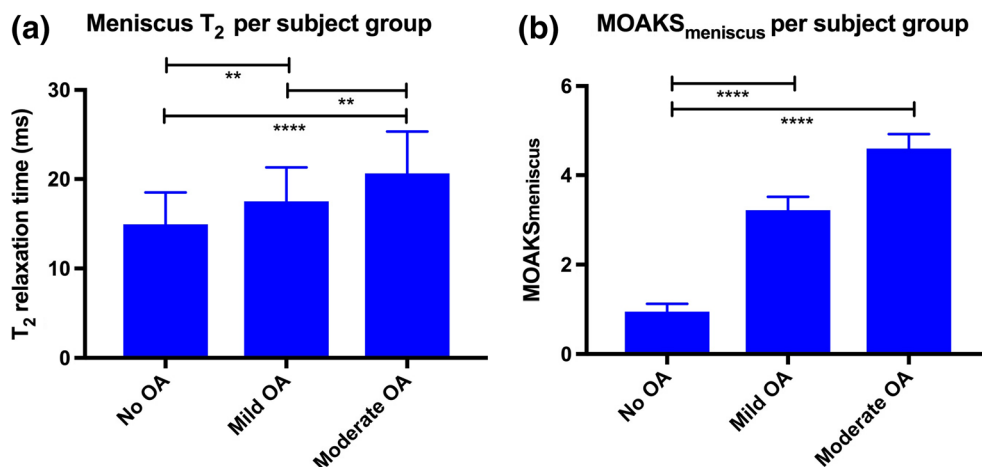 (a) Meniscus T₂ per subject group
**
**
****
30
20
10
0
T₂ relaxation time (ms)
No OA
Mild OA
Moderate OA
(b) MOAKSmeniscus per subject group
****
****
6
4
2
0
MOAKSmeniscus
No OA
Mild OA
Moderate OA